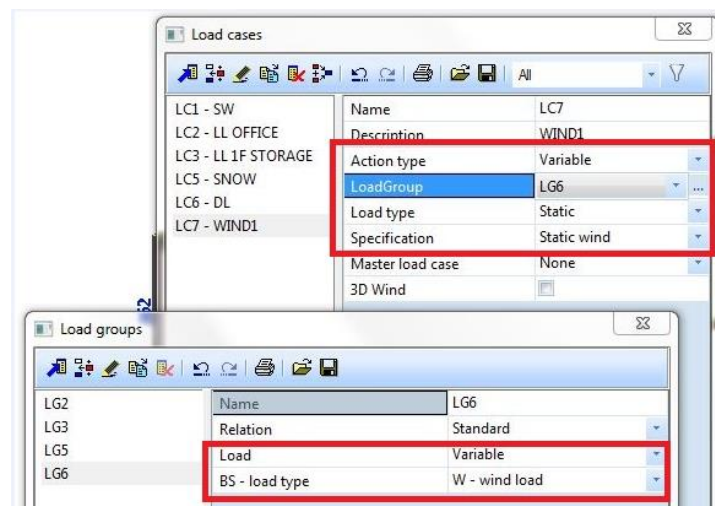 Load cases
All
LC1 - SW
LC2 - LL OFFICE
LC3 - LL 1F STORAGE
LC5 - SNOW
LC6 - DL
LC7 - WIND1
Name LC7
Description WIND1
Action type Variable
LoadGroup LG6 ...
Load type Static
Specification Static wind
Master load case None
3D Wind
Load groups
LG2
LG3
LG5
LG6
Name LG6
Relation Standard
Load Variable
BS - load type W - wind load